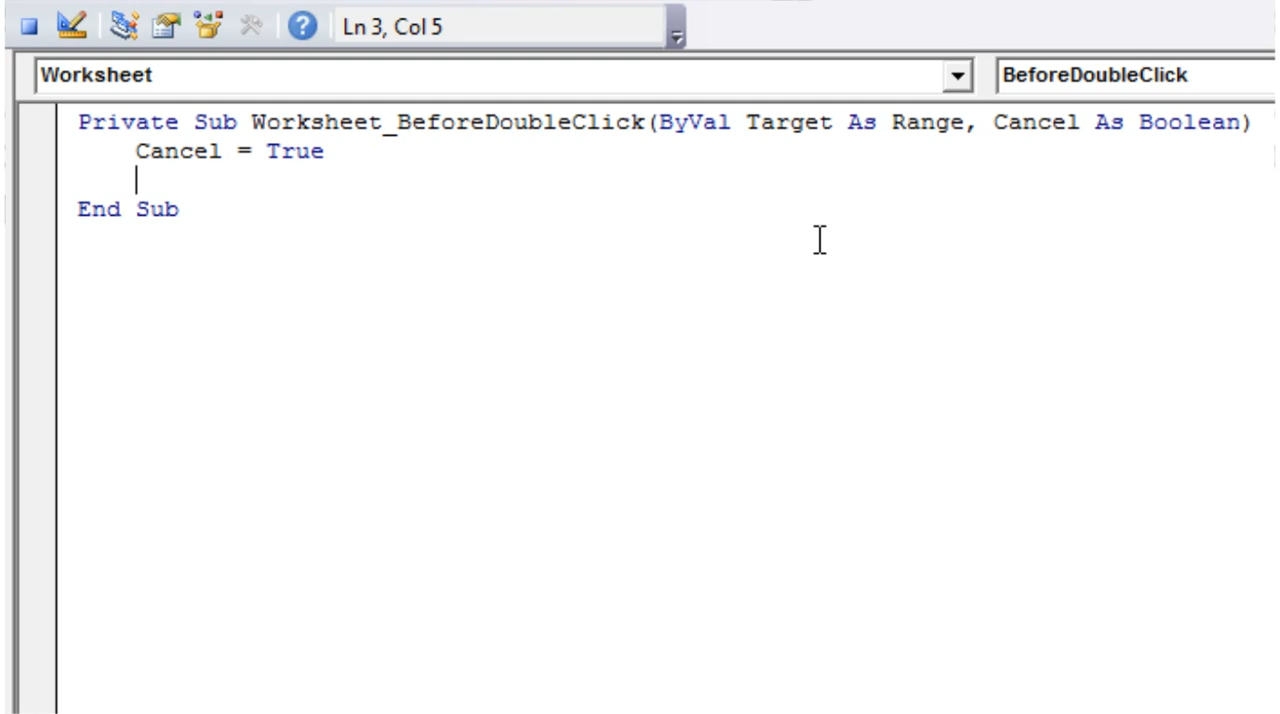 Ln 3, Col 5
Worksheet
BeforeDoubleClick
Private Sub Worksheet_BeforeDoubleClick(ByVal Target As Range, Cancel As Boolean)
    Cancel = True
End Sub